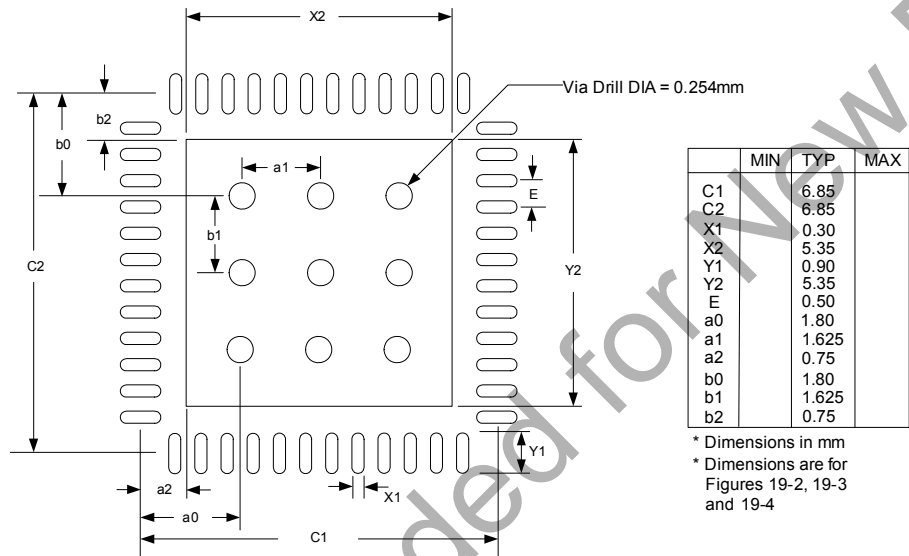 X2
Via Drill DIA = 0.254mm
b2
b0
a1
E
b1
C2
Y2
Y1
X1
a2
a0
C1
MIN TYP MAX
C1 6.85
C2 6.85
X1 0.30
X2 5.35
Y1 0.90
Y2 5.35
E 0.50
a0 1.80
a1 1.625
a2 0.75
b0 1.80
b1 1.625
b2 0.75
* Dimensions in mm
* Dimensions are for
Figures 19-2, 19-3
and 19-4
ded for New